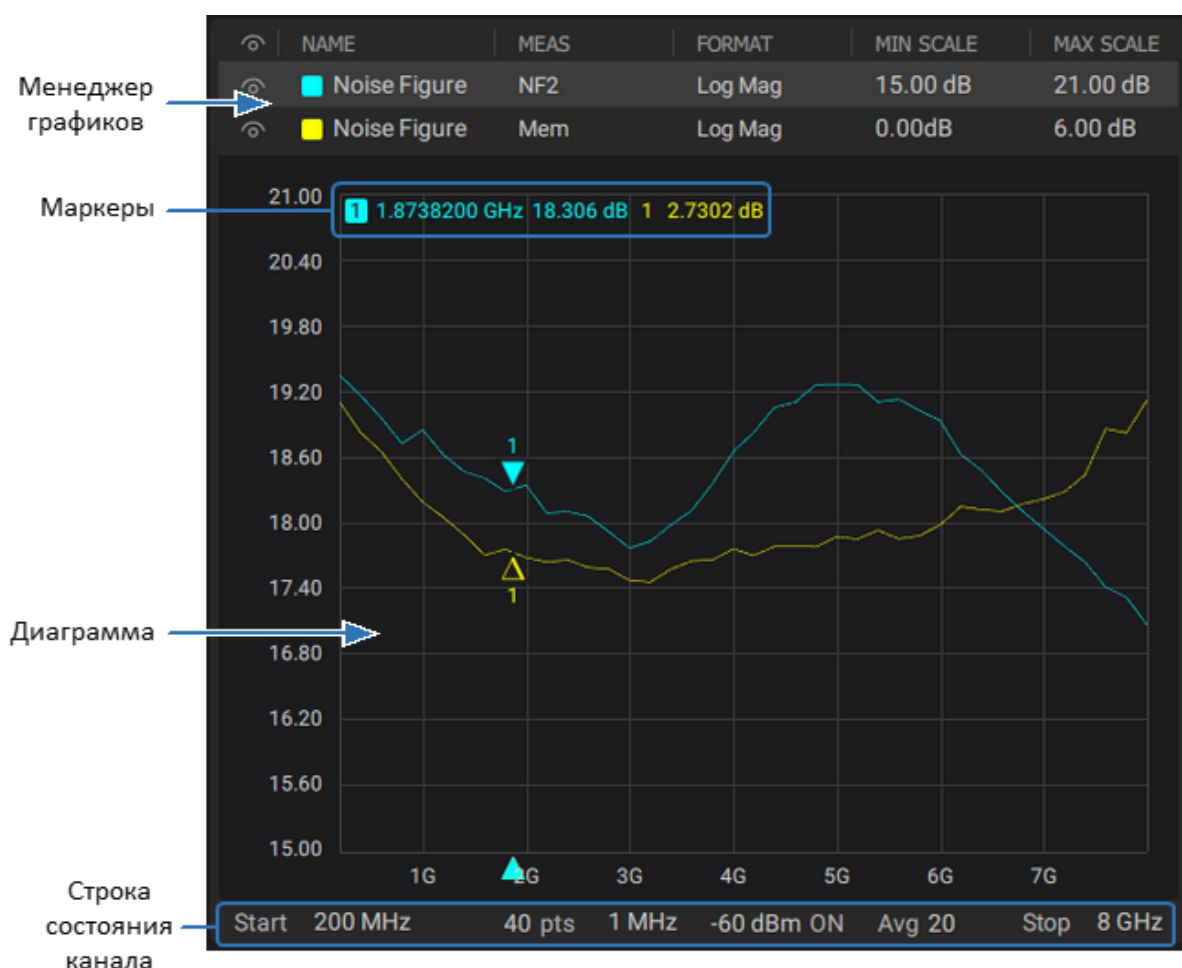 NAME MEAS FORMAT MIN SCALE MAX SCALE
Noise Figure NF2 Log Mag 15.00 dB 21.00 dB
Noise Figure Mem Log Mag 0.00dB 6.00 dB
Менеджер
графиков
Маркеры
21.00
1 1.8738200 GHz 18.306 dB 1 2.7302 dB
20.40
19.80
19.20
18.60
18.00
17.40
16.80
16.20
15.60
15.00
1
1
Диаграмма
1G 2G 3G 4G 5G 6G 7G
Строка
состояния
канала
Start 200 MHz 40 pts 1 MHz -60 dBm ON Avg 20 Stop 8 GHz